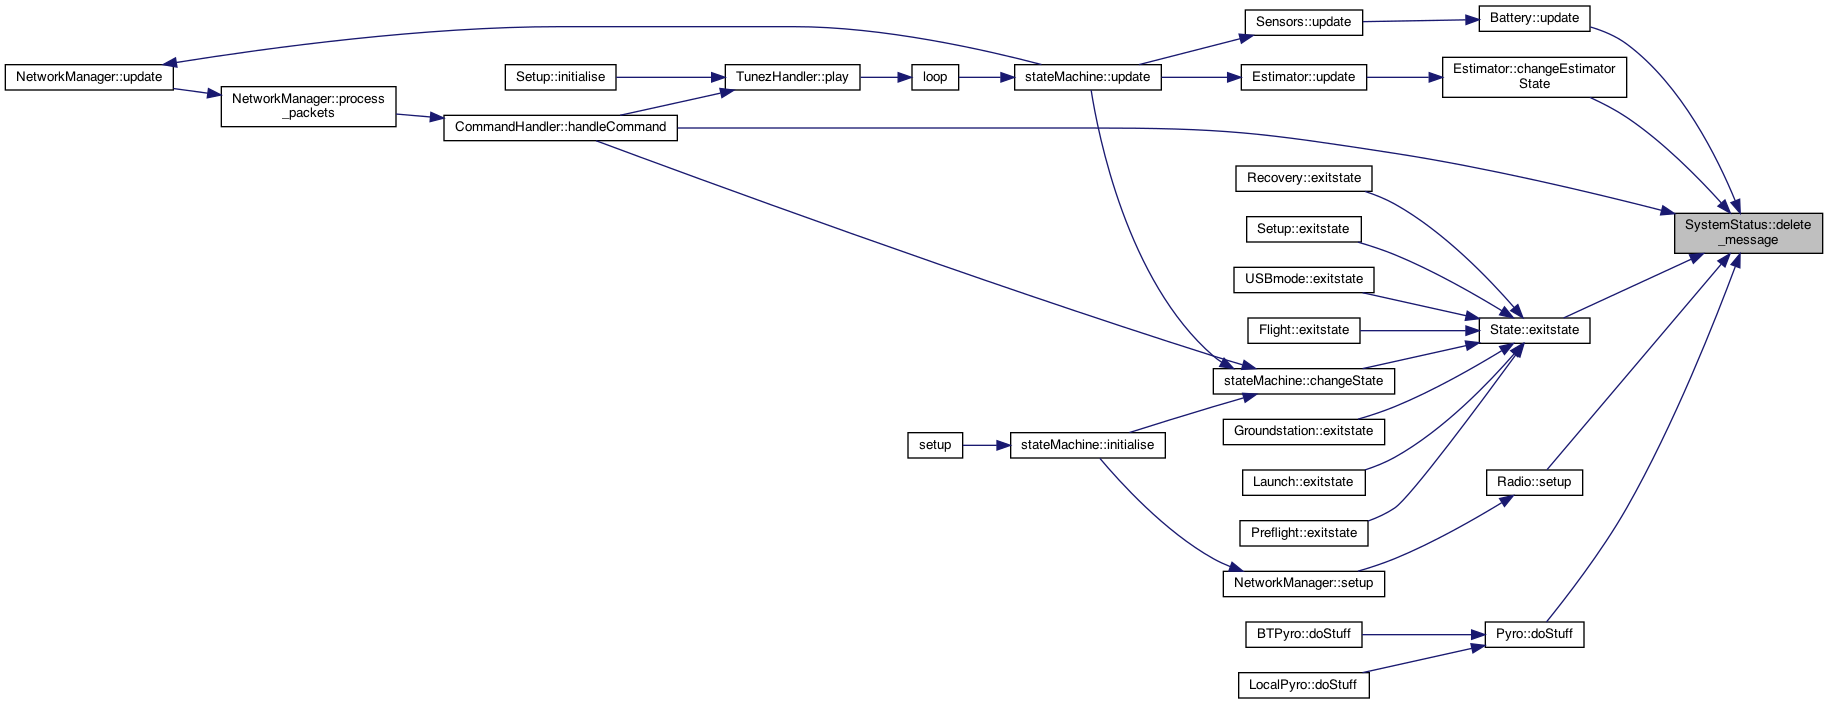 Battery::update
Sensors::update
NetworkManager::update
Setup::initialise
TunezHandler::play
loop
stateMachine::update
Estimator::update
Estimator::changeEstimator
State
NetworkManager::process
_packets
CommandHandler::handleCommand
Recovery::exitstate
Setup::exitstate
SystemStatus::delete
_message
USBmode::exitstate
Flight::exitstate
State::exitstate
stateMachine::changeState
Groundstation::exitstate
setup
stateMachine::initialise
Launch::exitstate
Radio::setup
Preflight::exitstate
NetworkManager::setup
BTPyro::doStuff
Pyro::doStuff
LocalPyro::doStuff